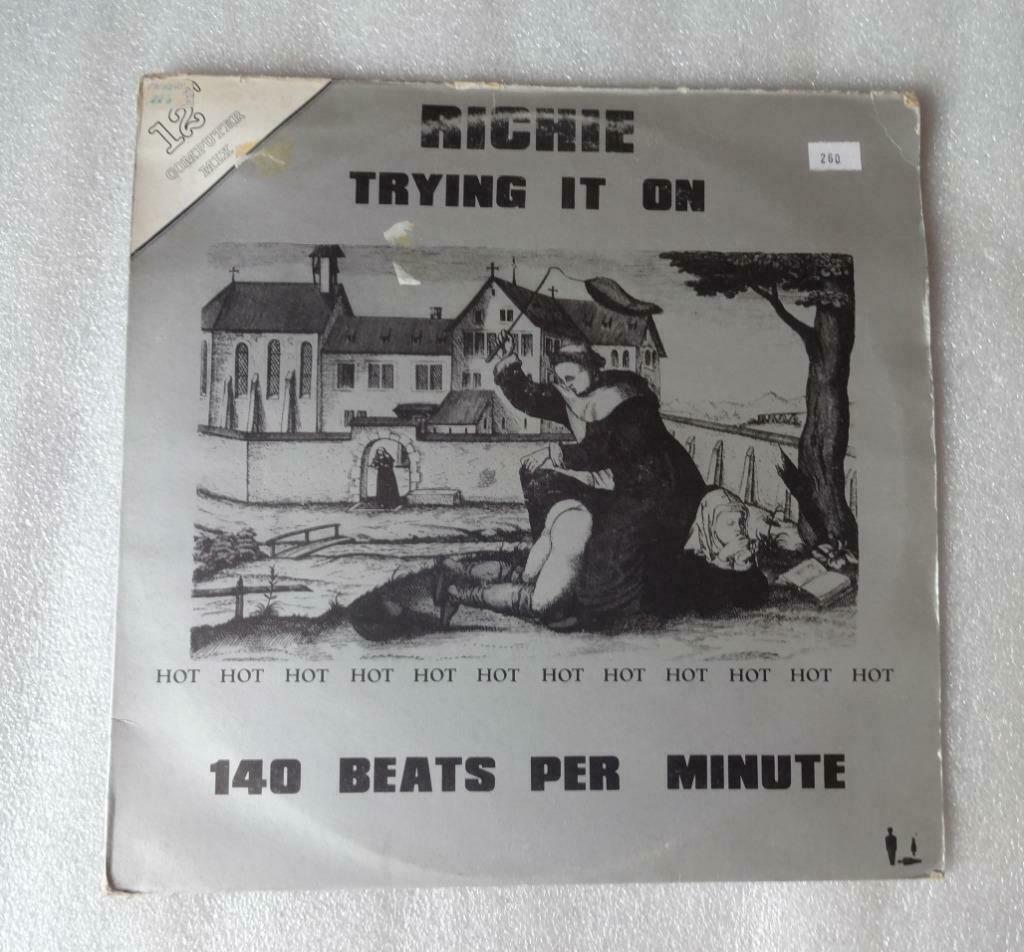 12
COMPUTER
MIX
RICHIE
260
TRYING IT ON
HOT HOT HOT HOT HOT HOT HOT HOT HOT HOT HOT HOT
140 BEATS PER MINUTE